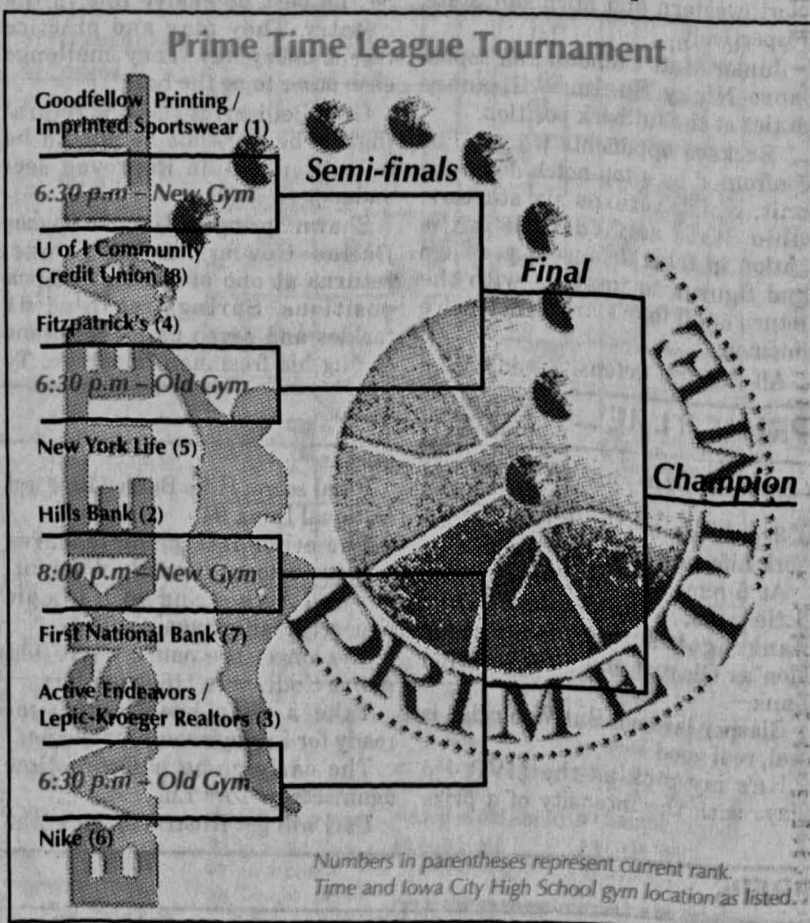 Prime Time League Tournament
Goodfellow Printing /
Imprinted Sportswear (1)
6:30 p.m – New Gym
U of I Community
Credit Union (8)
Fitzpatrick's (4)
6:30 p.m – Old Gym
New York Life (5)
Hills Bank (2)
8:00 p.m – New Gym
First National Bank (7)
Active Endeavors /
Lepic-Kroeger Realtors (3)
6:30 p.m – Old Gym
Nike (6)
Semi-finals
Final
Champion
PRIME TIME
BASKETBALL
Numbers in parentheses represent current rank.
Time and Iowa City High School gym location as listed.